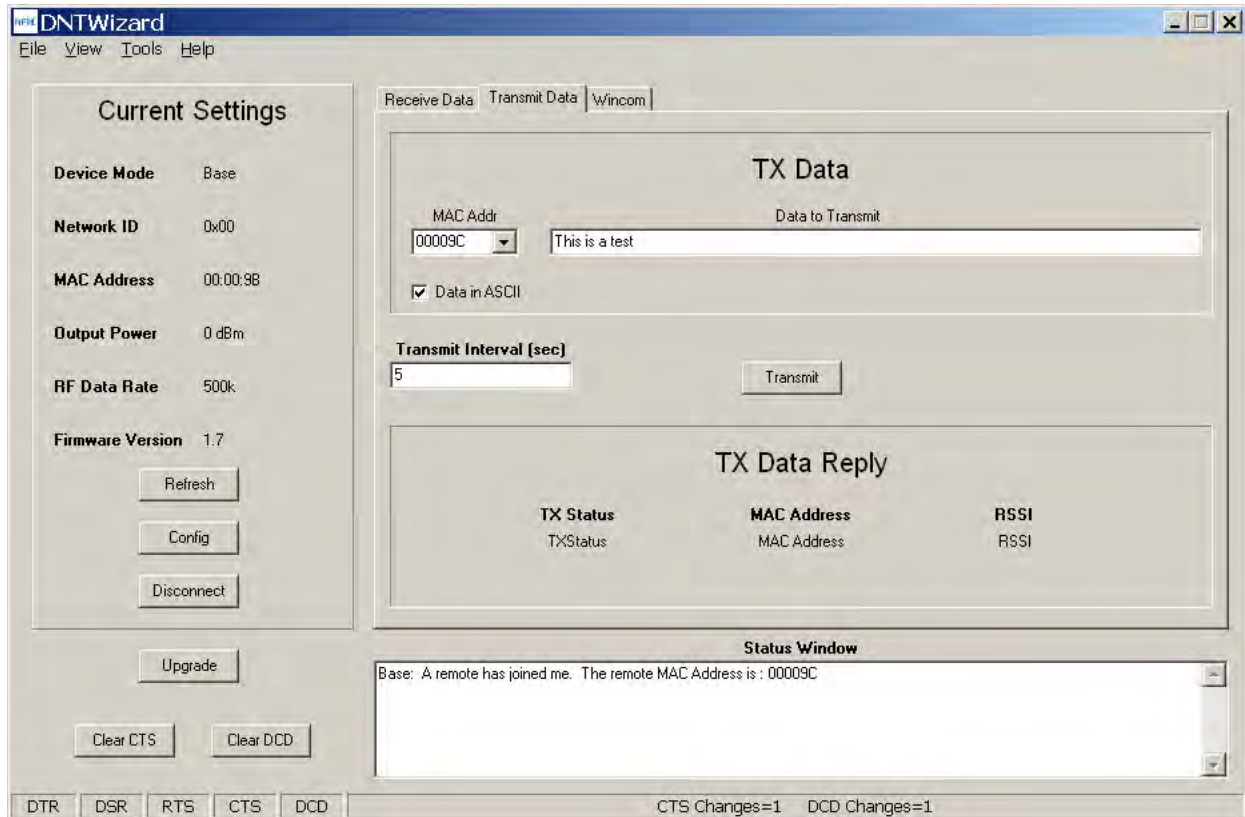 RFM DNTWizard
File View Tools Help
Current Settings
Device Mode Base
Network ID 0x00
MAC Address 00:00:9B
Output Power 0 dBm
RF Data Rate 500k
Firmware Version 1.7
Refresh
Config
Disconnect
Upgrade
Clear CTS Clear DCD
Receive Data Transmit Data Wincom
TX Data
MAC Addr Data to Transmit
00009C This is a test
Data in ASCII
Transmit Interval (sec)
5
Transmit
TX Data Reply
TX Status MAC Address RSSI
TXStatus MAC Address RSSI
Status Window
Base: A remote has joined me. The remote MAC Address is : 00009C
DTR DSR RTS CTS DCD CTS Changes=1 DCD Changes=1